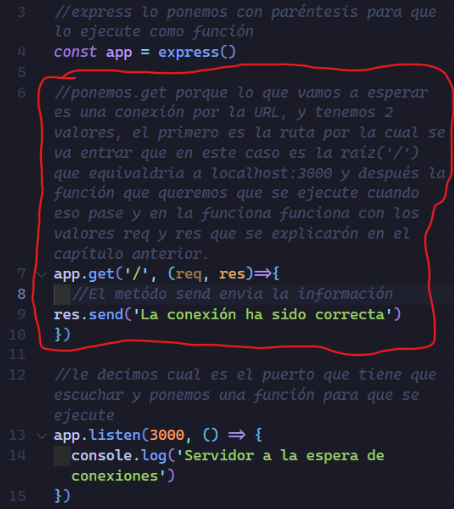 3 //express lo ponemos con paréntesis para que
lo ejecute como función
4 const app = express()
5
6 //ponemos.get porque lo que vamos a esperar
es una conexión por la URL, y tenemos 2
valores, el primero es la ruta por la cual se
va entrar que en este caso es la raíz('/')
que equivaldria a localhost:3000 y después la
función que queremos que se ejecute cuando
eso pase y en la funciona funciona con los
valores req y res que se explicarón en el
capítulo anterior.
7 app.get('/', (req, res)=>{
8 //El metódo send envia la información
9 res.send('La conexión ha sido correcta')
10 })
11
12 //le decimos cual es el puerto que tiene que
escuchar y ponemos una función para que se
ejecute
13 app.listen(3000, () => {
14 console.log('Servidor a la espera de
conexiones')
15 })